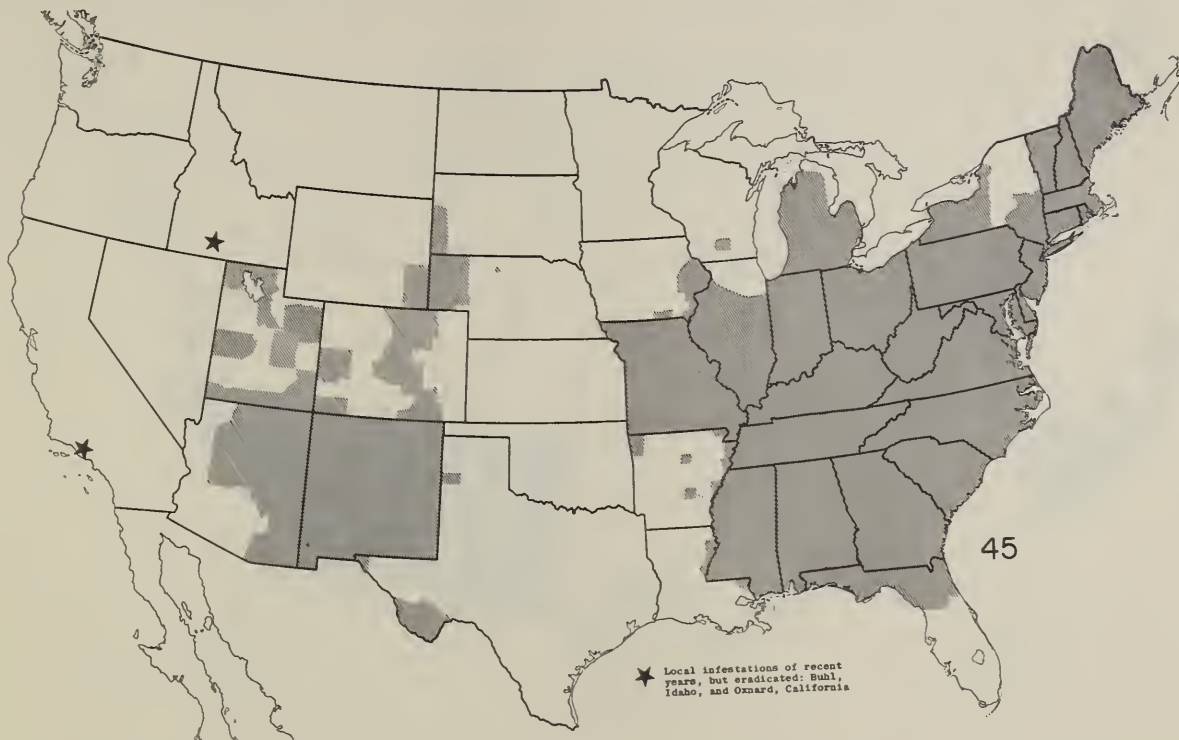 45
★ Local infestations of recent
years, but eradicated: Buhl,
Idaho, and Oxnard, California